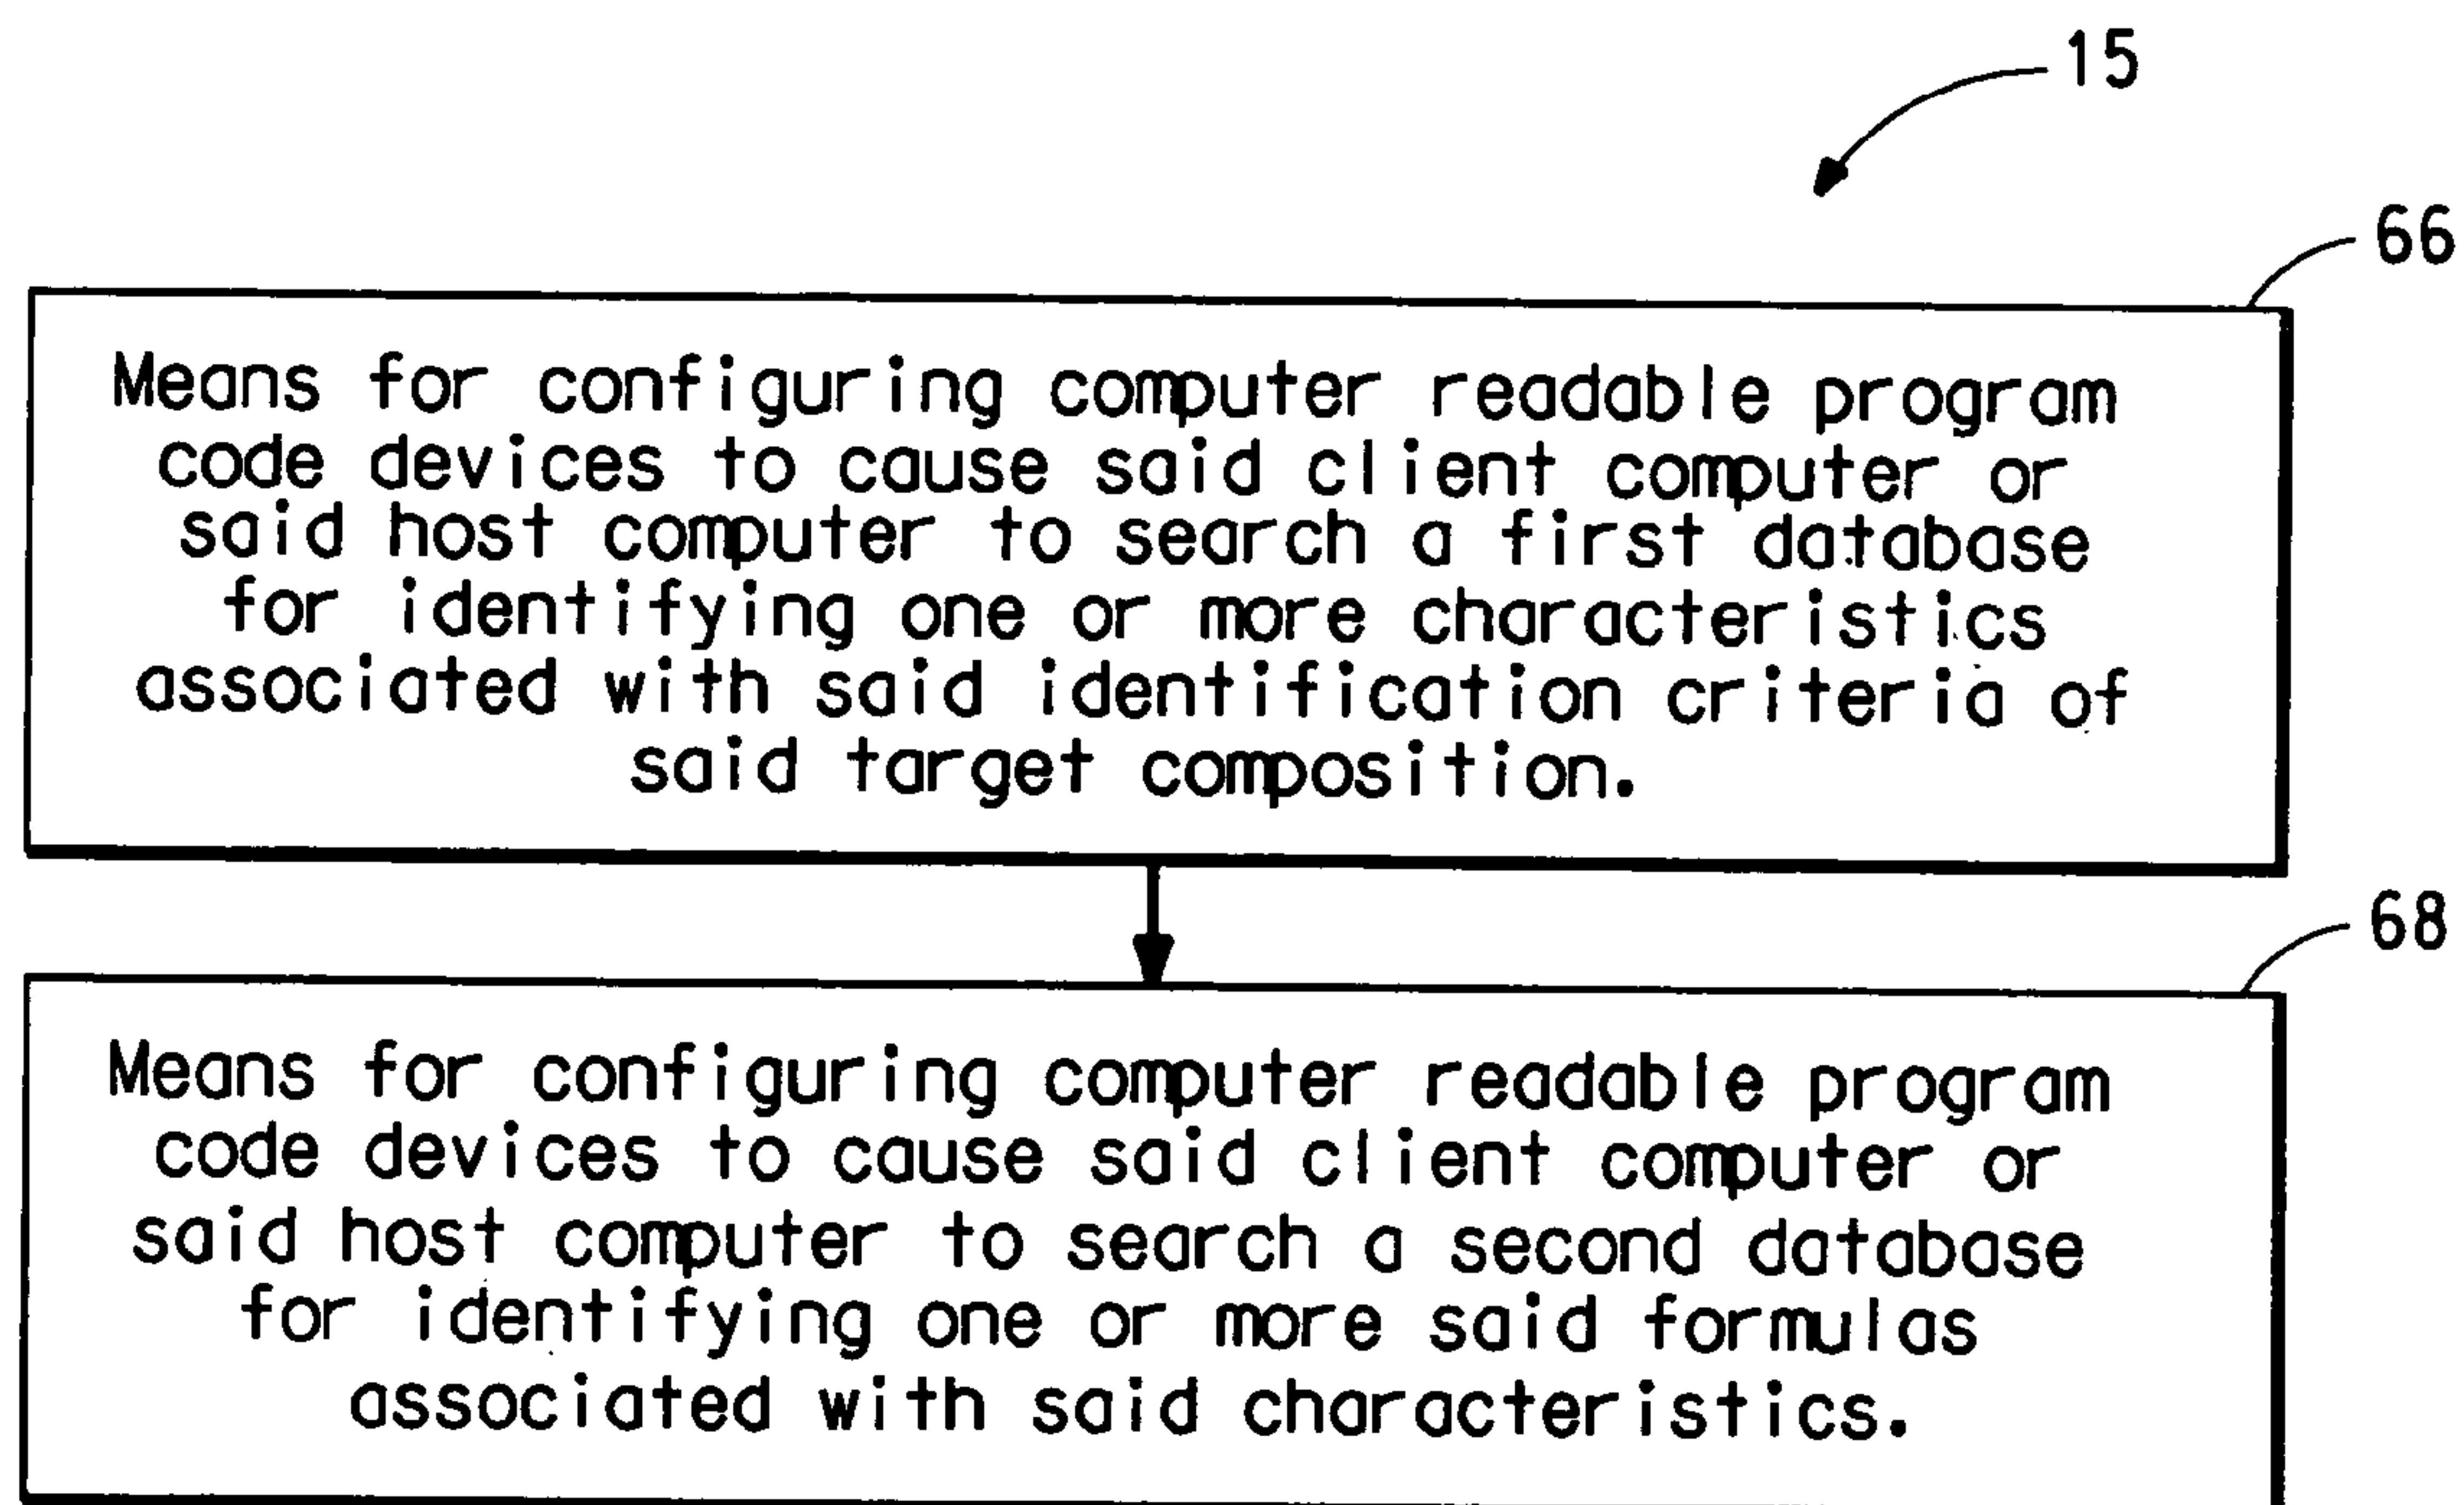 15
66
Means for configuring computer readable program
code devices to cause said client computer or
said host computer to search a first database
for identifying one or more characteristics
associated with said identification criteria of
said target composition.
68
Means for configuring computer readable program
code devices to cause said client computer or
said host computer to search a second database
for identifying one or more said formulas
associated with said characteristics.